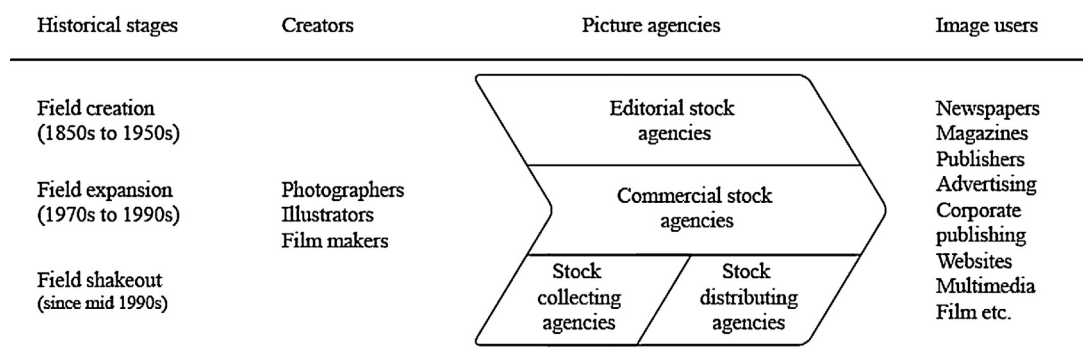 Historical stages
Creators
Picture agencies
Image users
Field creation
(1850s to 1950s)
Field expansion
(1970s to 1990s)
Field shakeout
(since mid 1990s)
Photographers
Illustrators
Film makers
Editorial stock
agencies
Commercial stock
agencies
Stock
collecting
agencies
Stock
distributing
agencies
Newspapers
Magazines
Publishers
Advertising
Corporate
publishing
Websites
Multimedia
Film etc.